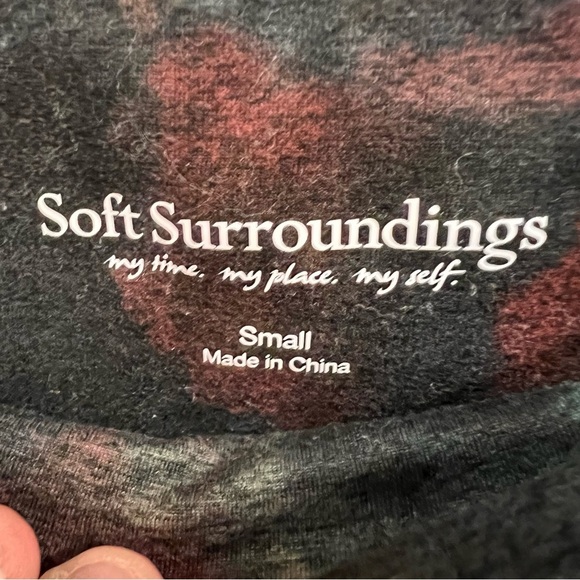 Soft Surroundings
my time. my place. my self.
Small
Made in China